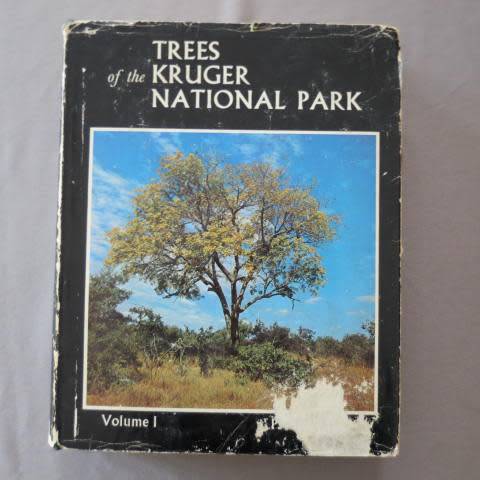 TREES
of the KRUGER
NATIONAL PARK
Volume I